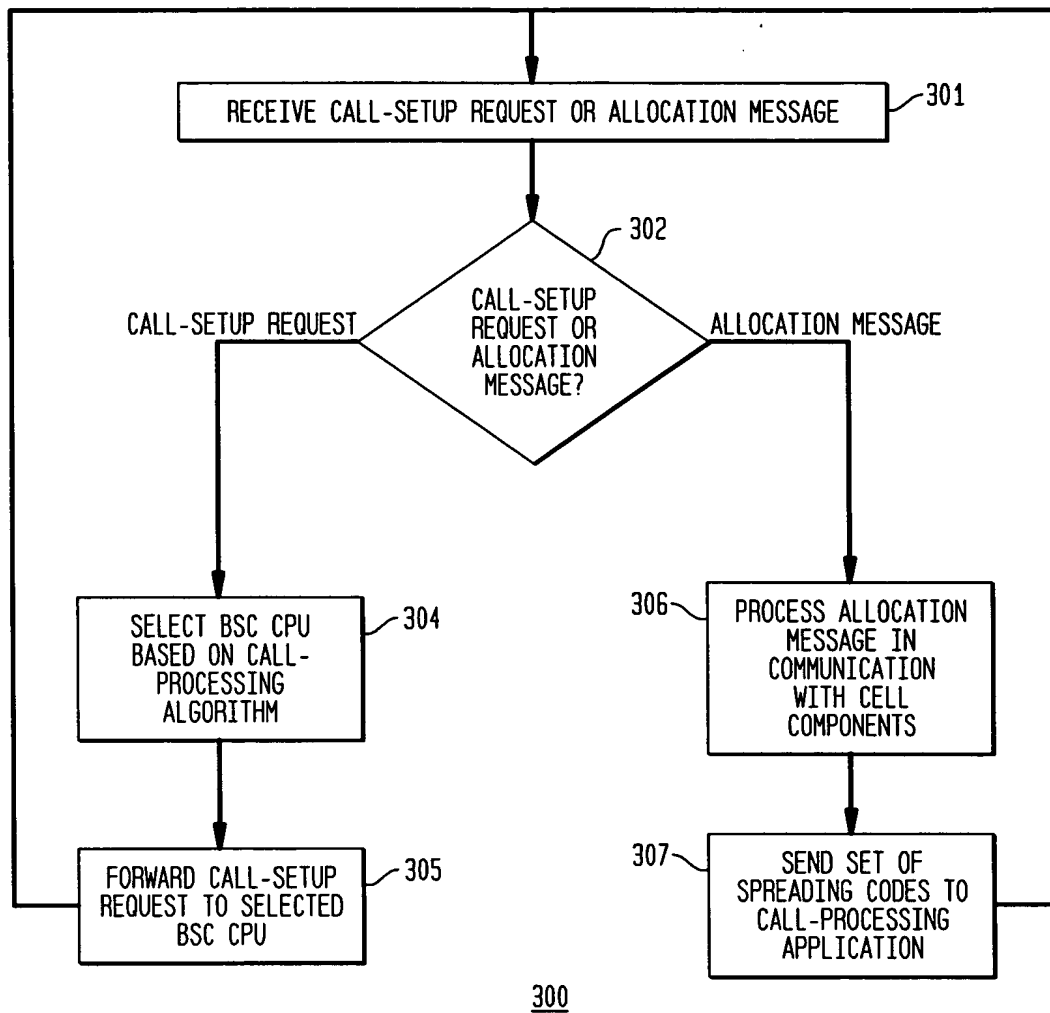 RECEIVE CALL-SETUP REQUEST OR ALLOCATION MESSAGE
301
302
CALL-SETUP
REQUEST OR
ALLOCATION
MESSAGE?
CALL-SETUP REQUEST
ALLOCATION MESSAGE
SELECT BSC CPU
BASED ON CALL-
PROCESSING
ALGORITHM
304
306
PROCESS ALLOCATION
MESSAGE IN
COMMUNICATION
WITH CELL
COMPONENTS
FORWARD CALL-SETUP
REQUEST TO SELECTED
BSC CPU
305
307
SEND SET OF
SPREADING CODES TO
CALL-PROCESSING
APPLICATION
300